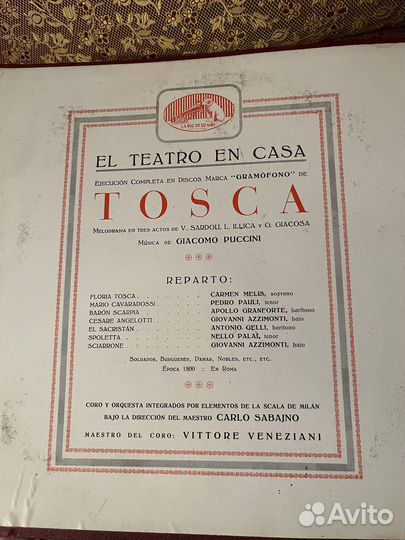 LA VOZ DE SU AMO
EL TEATRO EN CASA
EJECUCIÓN COMPLETA EN DISCOS MARCA "GRAMÓFONO" DE
TOSCA
MELODRAMA EN TRES ACTOS DE V. SARDOU, L. ILLICA Y G. GIACOSA
MÚSICA DE GIACOMO PUCCINI
REPARTO:
FLORIA TOSCA . . . . . . . . CARMEN MELIS, soprano
MARIO CAVARADOSSI . . . . . PEDRO PAULI, tenor
BARÓN SCARPIA . . . . . . . APOLLO GRANFORTE, barítono
CESARE ANGELOTTI . . . . . . GIOVANNI AZZIMONTI, bajo
EL SACRISTÁN . . . . . . . . ANTONIO GELLI, barítono
SPOLETTA . . . . . . . . . . NELLO PALAI, tenor
SCIARRONE . . . . . . . . . GIOVANNI AZZIMONTI, bajo
SOLDADOS, BURGUESES, DAMAS, NOBLES, ETC., ETC.
ÉPOCA 1800 :: EN ROMA
CORO Y ORQUESTA INTEGRADOS POR ELEMENTOS DE LA SCALA DE MILÁN
BAJO LA DIRECCIÓN DEL MAESTRO CARLO SABAJNO
MAESTRO DEL CORO: VITTORE VENEZIANI
Avito